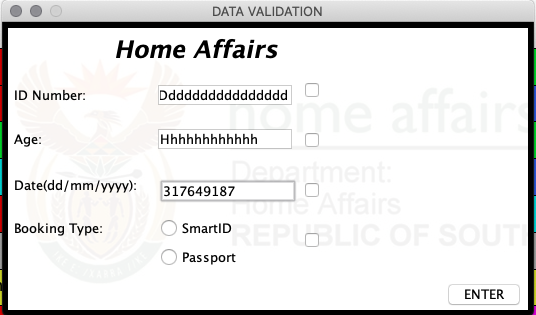 DATA VALIDATION
Home Affairs
ID Number: Dddddddddddddddd
home affairs
Age: Hhhhhhhhhhhh
Department:
Date(dd/mm/yyyy): 317649187
Home Affairs
Booking Type: SmartID
REPUBLIC OF SOUTH
Passport
ENTER